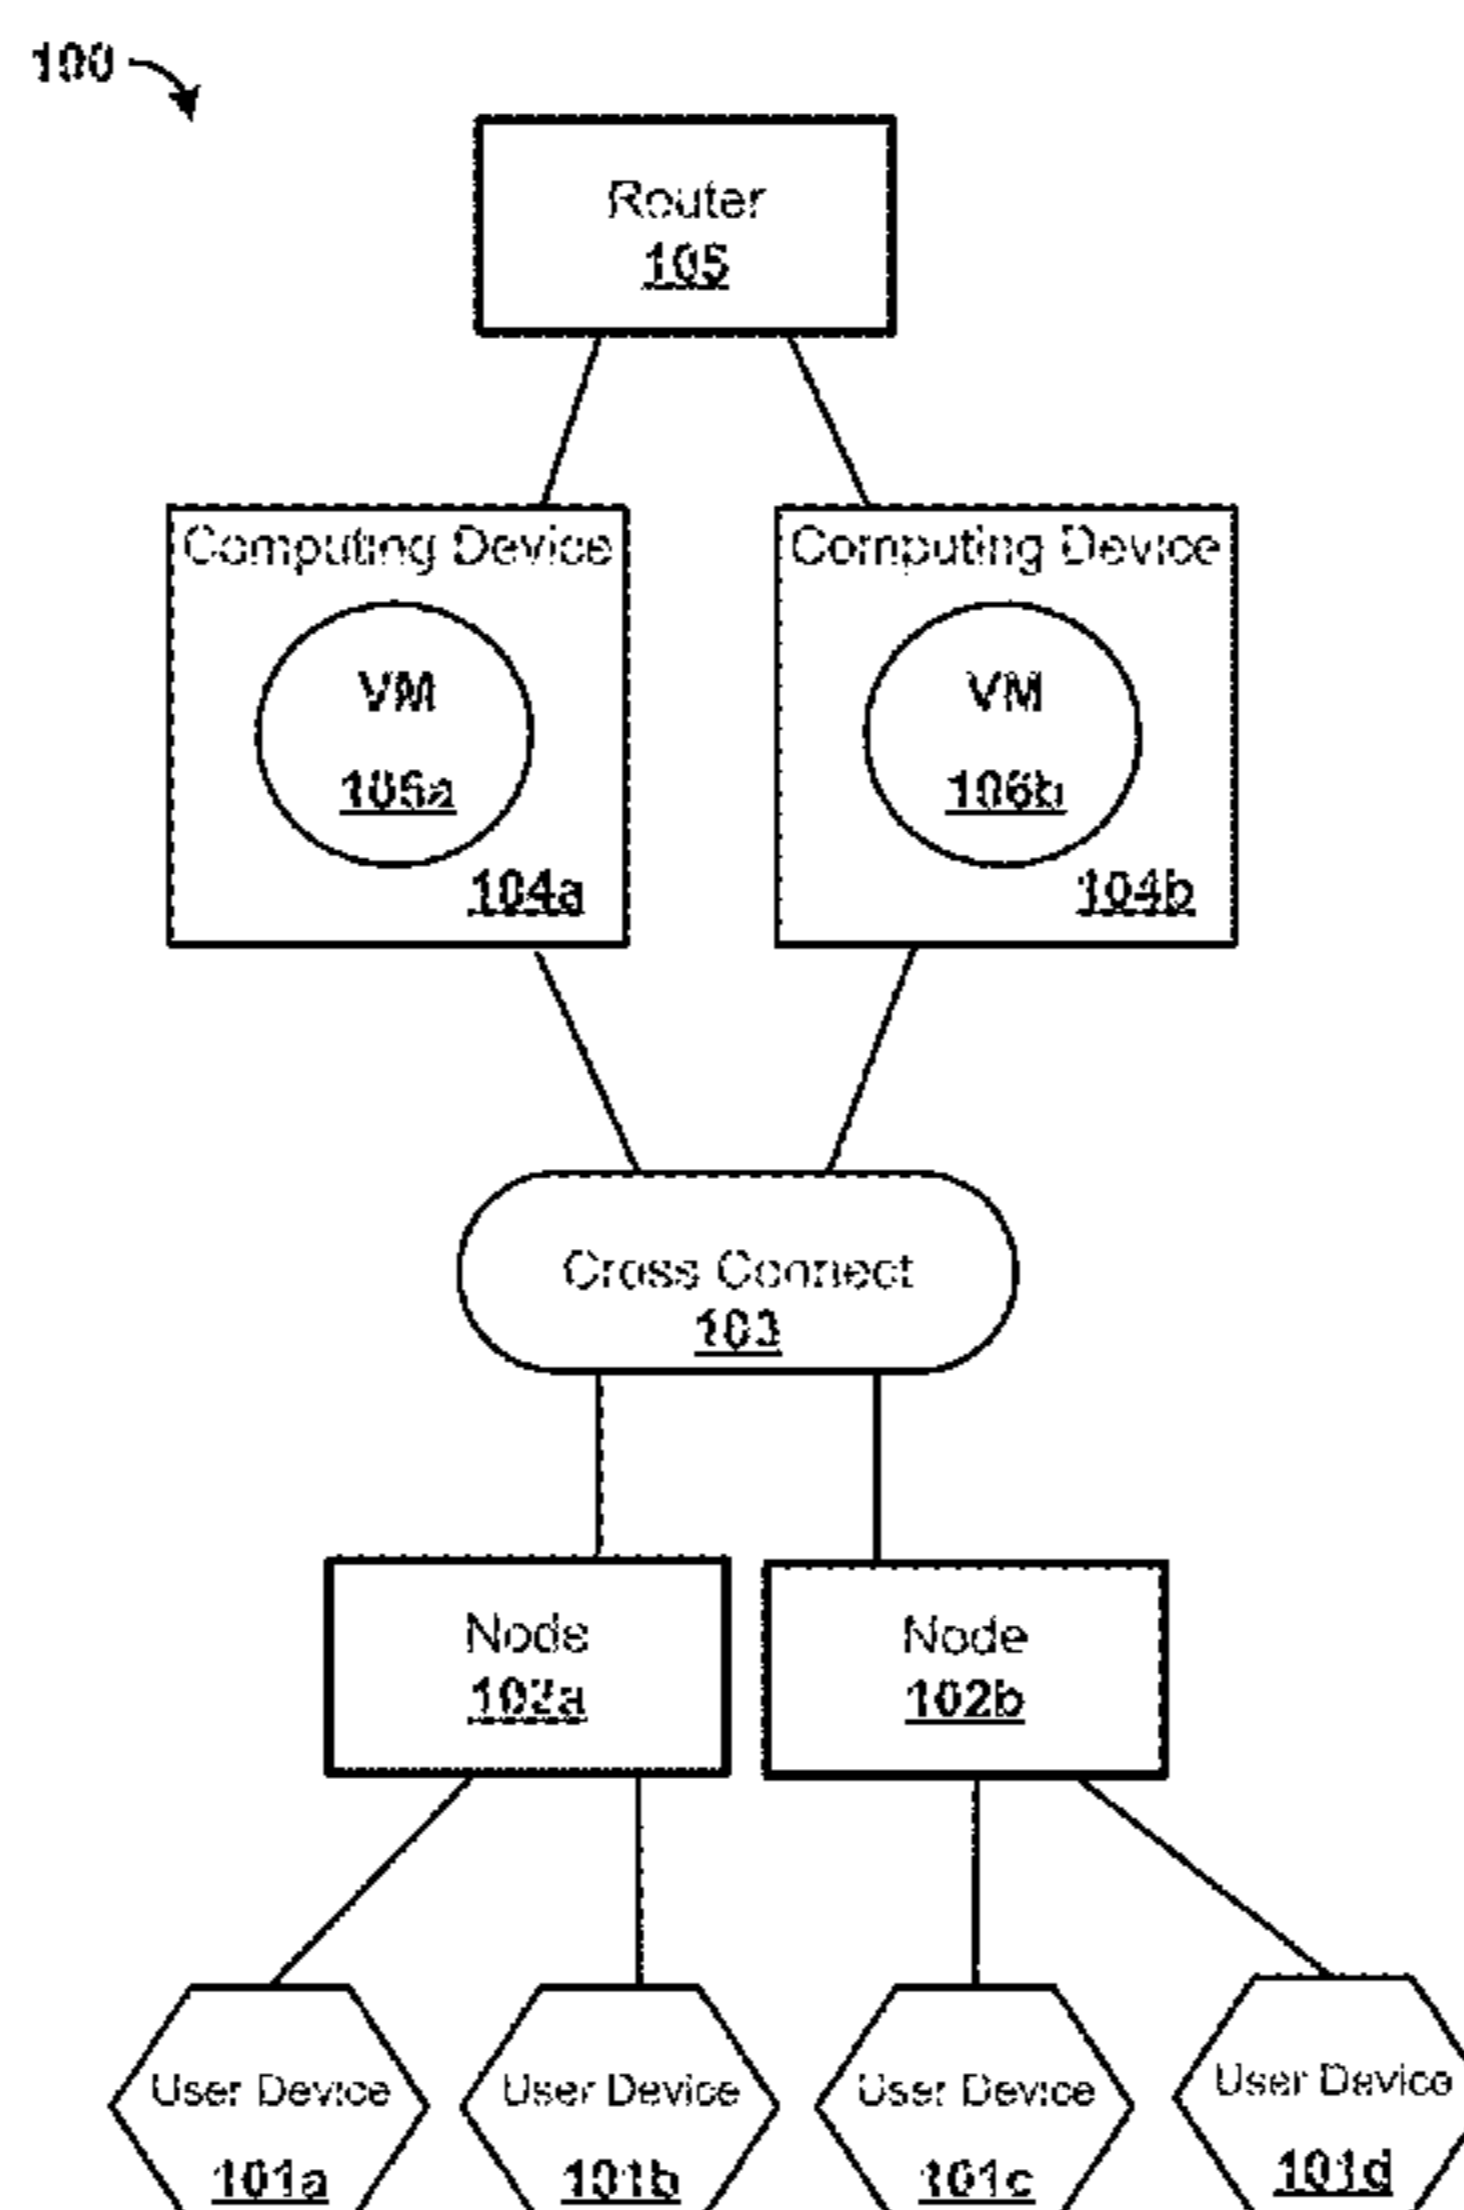 100
Router
105
Computing Device
VM
106a
104a
Computing Device
VM
106b
104b
Cross Connect
103
Node
102a
Node
102b
User Device
101a
User Device
101b
User Device
101c
User Device
101d